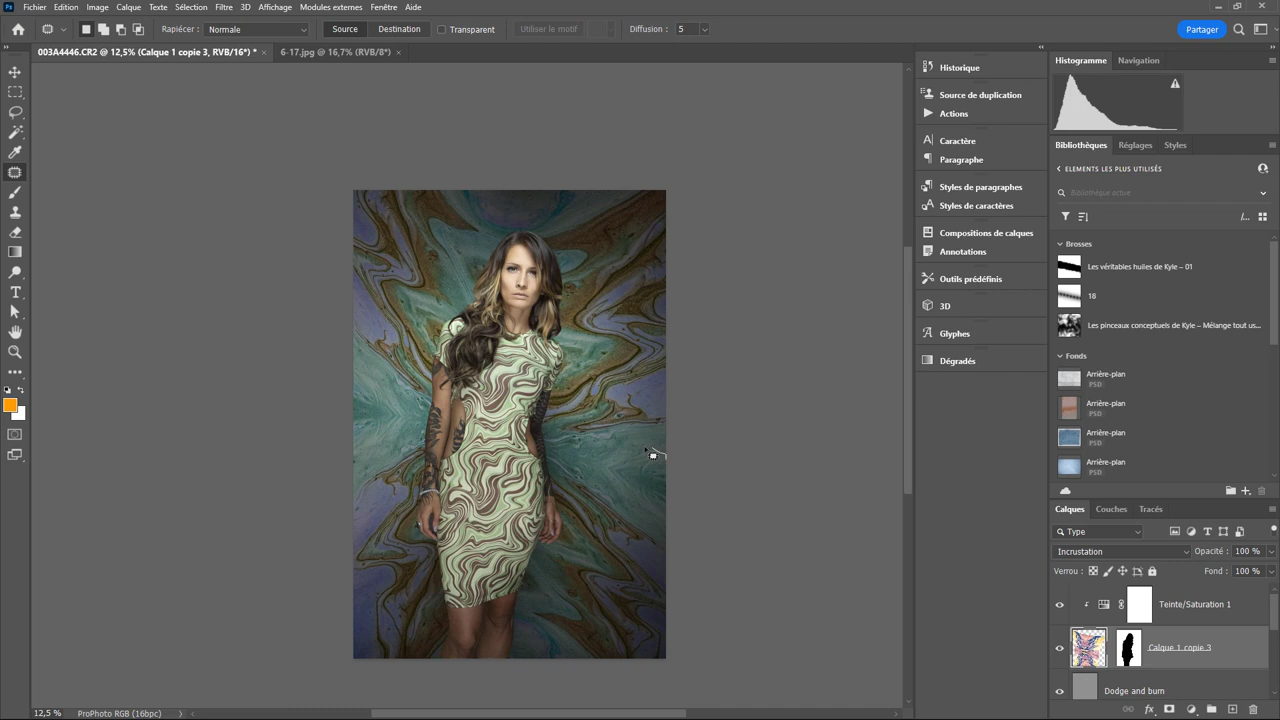 Ps Fichier Edition Image Calque Texte Sélection Filtre 3D Affichage Modules externes Fenêtre Aide
Rapiécer : Normale Source Destination Transparent Utiliser le motif Diffusion : 5 Partager
003A4446.CR2 @ 12,5% (Calque 1 copie 3, RVB/16*) * 6-17.jpg @ 16,7% (RVB/8*)
Historique
Source de duplication
Actions
Caractère
Paragraphe
Styles de paragraphes
Styles de caractères
Compositions de calques
Annotations
Outils prédéfinis
3D
Glyphes
Dégradés
Histogramme Navigation
Bibliothèques Réglages Styles
ELEMENTS LES PLUS UTILISÉS
Bibliothèque active
Brosses
Les véritables huiles de Kyle – 01
18
Les pinceaux conceptuels de Kyle – Mélange tout us...
Fonds
Arrière-plan
PSD
Arrière-plan
PSD
Arrière-plan
PSD
Arrière-plan
PSD
Calques Couches Tracés
Type
Incrustation Opacité : 100 %
Verrou : Fond : 100 %
Teinte/Saturation 1
Calque 1 copie 3
Dodge and burn
12,5 % ProPhoto RGB (16bpc)